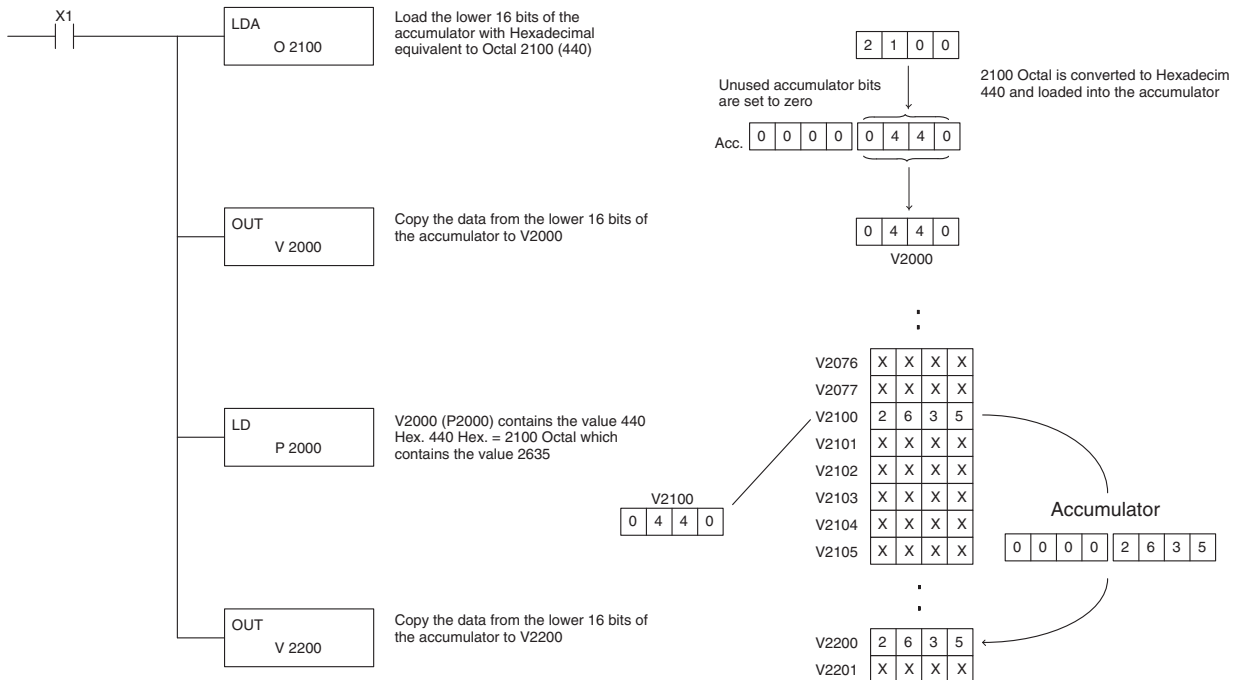 X1
LDA
O 2100
Load the lower 16 bits of the
accumulator with Hexadecimal
equivalent to Octal 2100 (440)
2 1 0 0
Unused accumulator bits
are set to zero
2100 Octal is converted to Hexadecim
440 and loaded into the accumulator
Acc. 0 0 0 0 0 4 4 0
OUT
V 2000
Copy the data from the lower 16 bits of
the accumulator to V2000
0 4 4 0
V2000
LD
P 2000
V2000 (P2000) contains the value 440
Hex. 440 Hex. = 2100 Octal which
contains the value 2635
V2100
0 4 4 0
V2076 X X X X
V2077 X X X X
V2100 2 6 3 5
V2101 X X X X
V2102 X X X X
V2103 X X X X
V2104 X X X X
V2105 X X X X
Accumulator
0 0 0 0 2 6 3 5
OUT
V 2200
Copy the data from the lower 16 bits of
the accumulator to V2200
V2200 2 6 3 5
V2201 X X X X